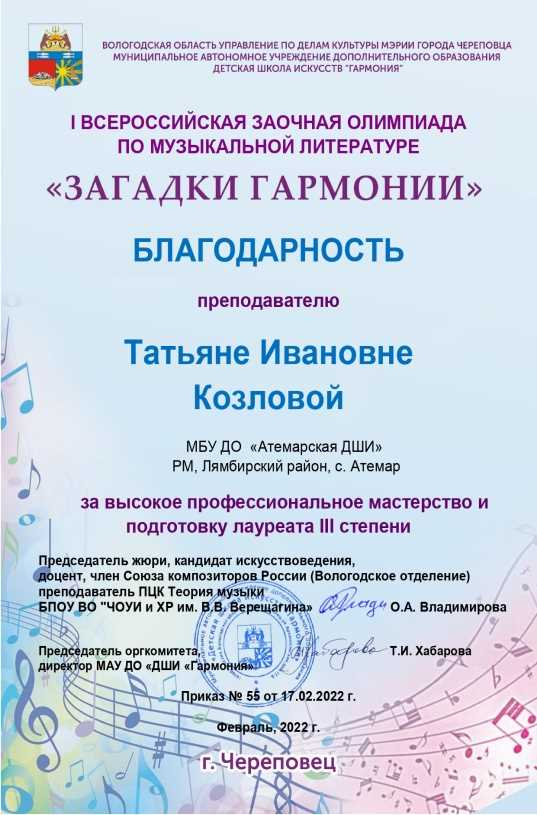 ВОЛОГОДСКАЯ ОБЛАСТЬ УПРАВЛЕНИЕ ПО ДЕЛАМ КУЛЬТУРЫ МЭРИИ ГОРОДА ЧЕРЕПОВЦА
МУНИЦИПАЛЬНОЕ АВТОНОМНОЕ УЧРЕЖДЕНИЕ ДОПОЛНИТЕЛЬНОГО ОБРАЗОВАНИЯ
ДЕТСКАЯ ШКОЛА ИСКУССТВ "ГАРМОНИЯ"
I ВСЕРОССИЙСКАЯ ЗАОЧНАЯ ОЛИМПИАДА
ПО МУЗЫКАЛЬНОЙ ЛИТЕРАТУРЕ
«ЗАГАДКИ ГАРМОНИИ»
БЛАГОДАРНОСТЬ
преподавателю
Татьяне Ивановне
Козловой
МБУ ДО «Атемарская ДШИ»
РМ, Лямбирский район, с. Атемар
за высокое профессиональное мастерство и
подготовку лауреата III степени
Председатель жюри, кандидат искусствоведения,
доцент, член Союза композиторов России (Вологодское отделение)
преподаватель ПЦК Теория музыки
БПОУ ВО "ЧОУИ и ХР им. В.В. Верещагина» О.А. Владимирова
Председатель оргкомитета, Т.И. Хабарова
директор МАУ ДО «ДШИ «Гармония»
Приказ № 55 от 17.02.2022 г.
Февраль, 2022 г.
г. Череповец